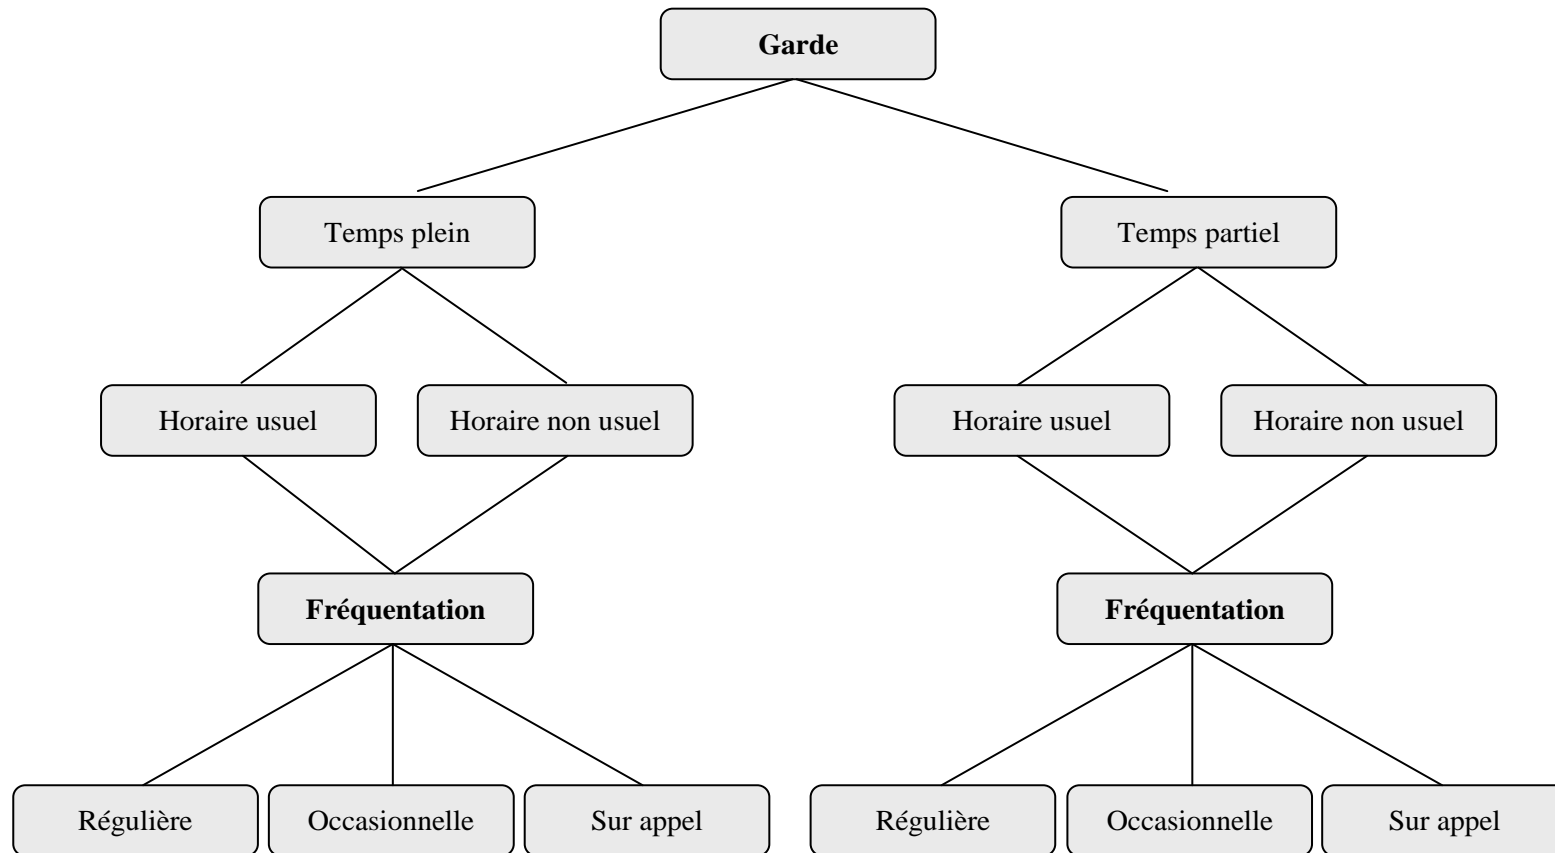 Garde
Temps plein
Temps partiel
Horaire usuel
Horaire non usuel
Horaire usuel
Horaire non usuel
Fréquentation
Fréquentation
Régulière
Occasionnelle
Sur appel
Régulière
Occasionnelle
Sur appel